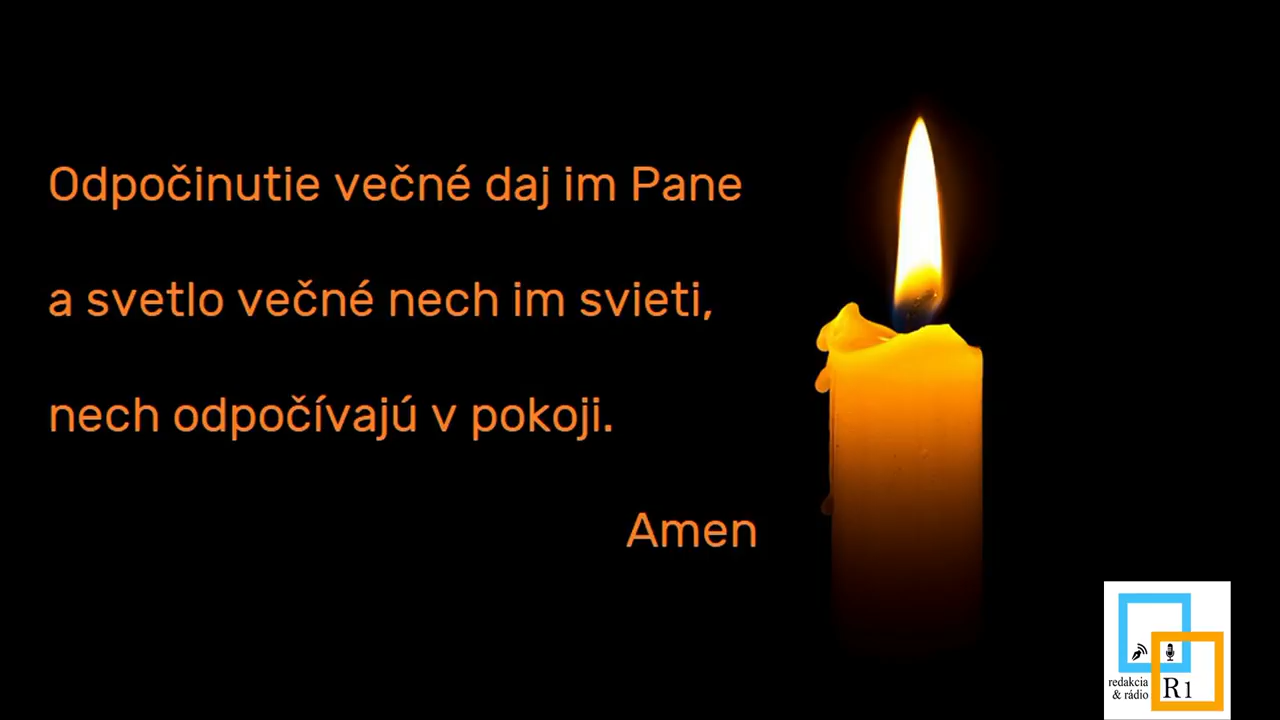 Odpočinutie večné daj im Pane
a svetlo večné nech im svieti,
nech odpočívajú v pokoji.
Amen
redakcia
& rádio
R1